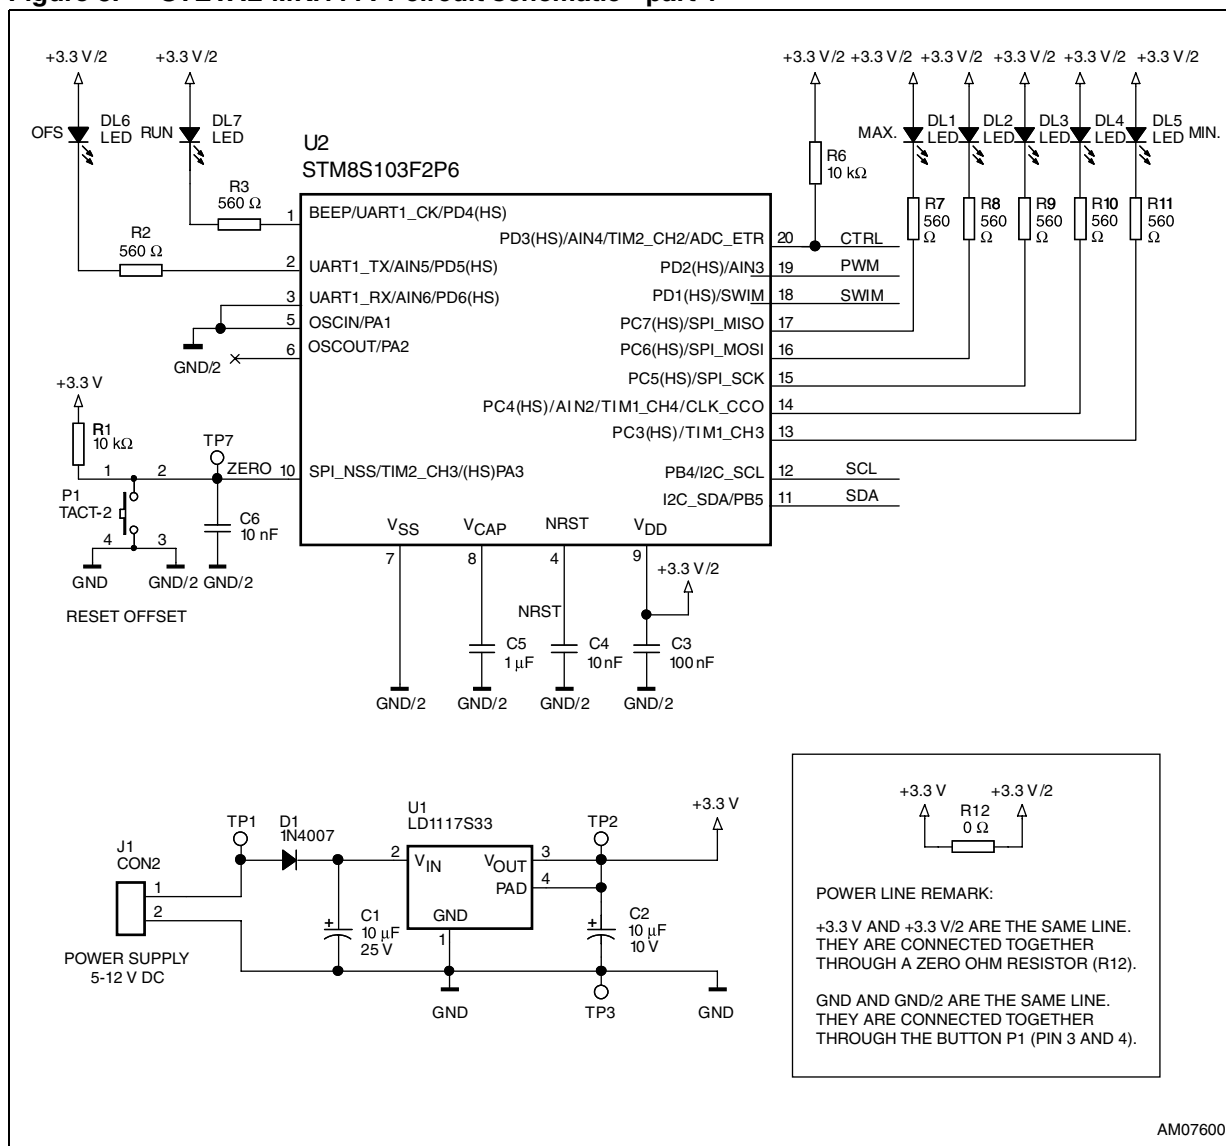 +3.3 V/2 +3.3 V/2 +3.3 V/2 +3.3 V/2 +3.3 V/2 +3.3 V/2 +3.3 V/2 +3.3 V/2
OFS DL6 LED
RUN DL7 LED
MAX. DL1 LED
DL2 LED
DL3 LED
DL4 LED
DL5 LED MIN.
U2
STM8S103F2P6
R6
10 kΩ
R3
560 Ω
R2
560 Ω
R7 560 Ω
R8 560 Ω
R9 560 Ω
R10 560 Ω
R11 560 Ω
1 BEEP/UART1_CK/PD4(HS)
2 UART1_TX/AIN5/PD5(HS)
3 UART1_RX/AIN6/PD6(HS)
5 OSCIN/PA1
6 OSCOUT/PA2
GND/2
PD3(HS)/AIN4/TIM2_CH2/ADC_ETR 20 CTRL
PD2(HS)/AIN3 19 PWM
PD1(HS)/SWIM 18 SWIM
PC7(HS)/SPI_MISO 17
PC6(HS)/SPI_MOSI 16
PC5(HS)/SPI_SCK 15
PC4(HS)/AIN2/TIM1_CH4/CLK_CCO 14
PC3(HS)/TIM1_CH3 13
PB4/I2C_SCL 12 SCL
I2C_SDA/PB5 11 SDA
+3.3 V
R1
10 kΩ
TP7
1 2 ZERO 10 SPI_NSS/TIM2_CH3/(HS)PA3
P1
TACT-2
C6
10 nF
4 3
GND GND/2 GND/2
RESET OFFSET
VSS VCAP NRST VDD
7 8 4 9
+3.3 V/2
NRST
C5
1 µF
C4
10 nF
C3
100 nF
GND/2 GND/2 GND/2 GND/2
J1
CON2
1
2
POWER SUPPLY
5-12 V DC
TP1
D1
1N4007
U1
LD1117S33
2 VIN VOUT 3
PAD 4
GND
1
C1
10 µF
25 V
TP2
+3.3 V
C2
10 µF
10 V
GND TP3 GND
+3.3 V +3.3 V/2
R12
0 Ω
POWER LINE REMARK:
+3.3 V AND +3.3 V/2 ARE THE SAME LINE.
THEY ARE CONNECTED TOGETHER
THROUGH A ZERO OHM RESISTOR (R12).
GND AND GND/2 ARE THE SAME LINE.
THEY ARE CONNECTED TOGETHER
THROUGH THE BUTTON P1 (PIN 3 AND 4).
AM07600